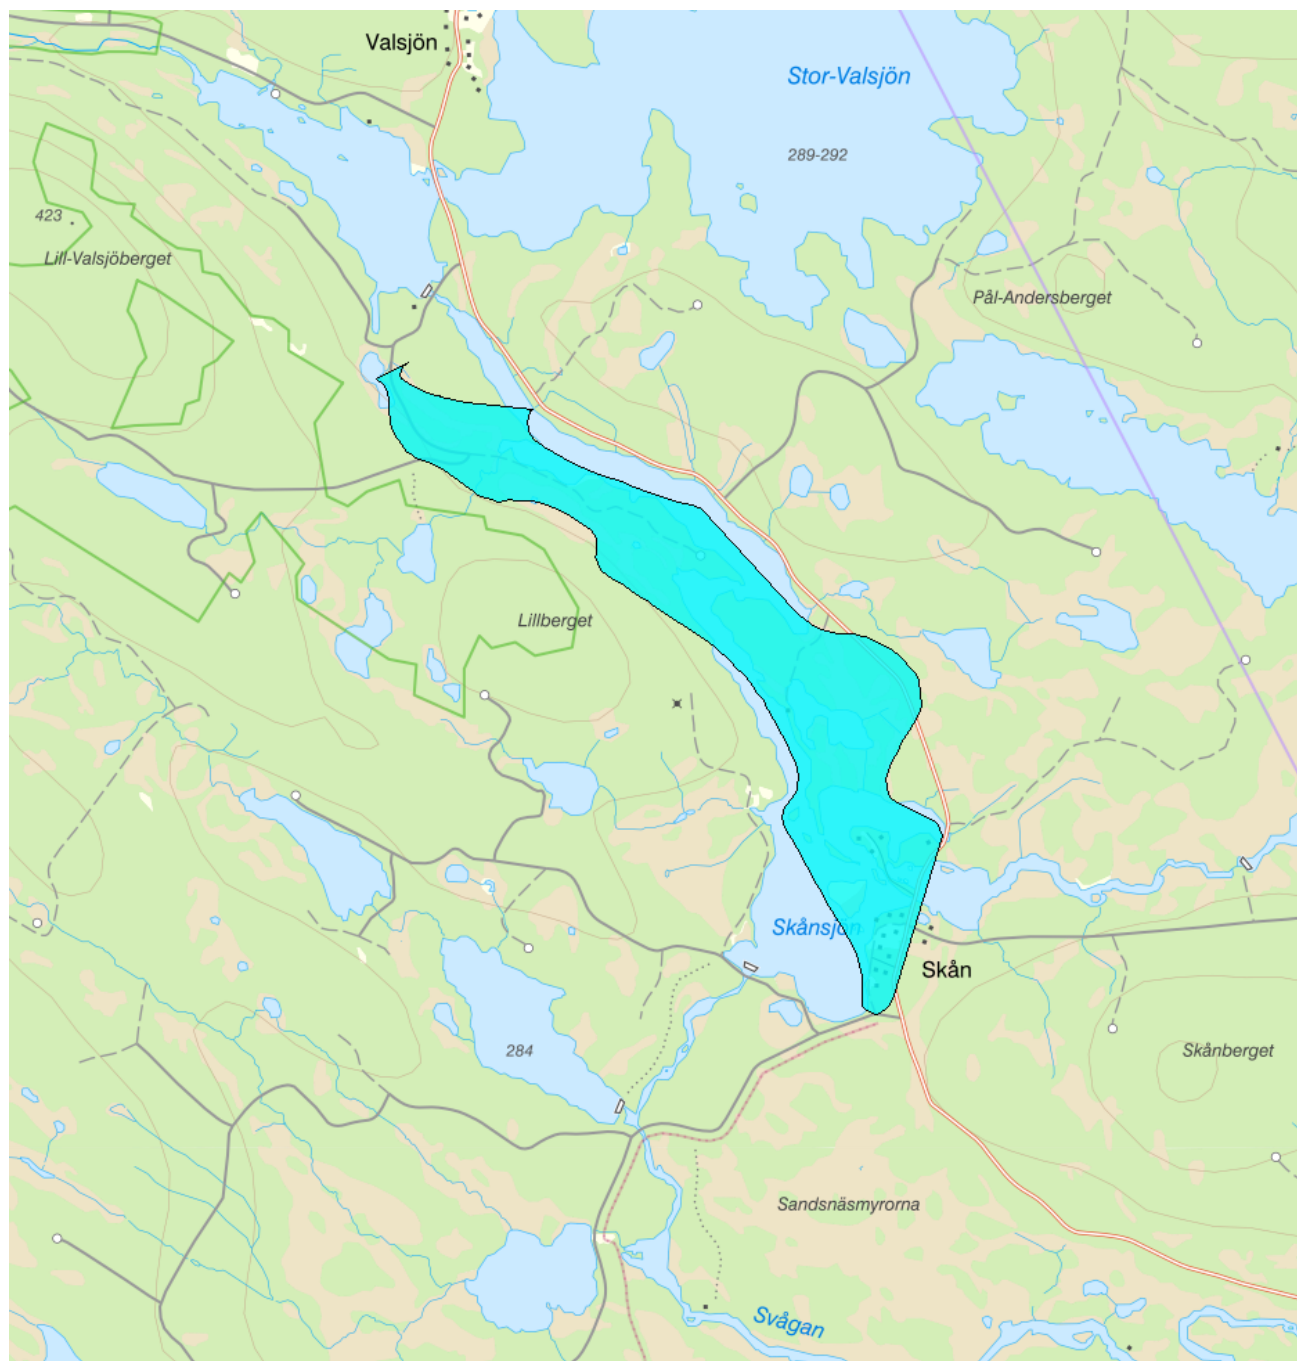 Valsjön
Stor-Valsjön
289-292
423
Lill-Valsjöberget
Pål-Andersberget
Lillberget
Skånsjön
Skån
284
Skånberget
Sandsnäsmyrorna
Svågan